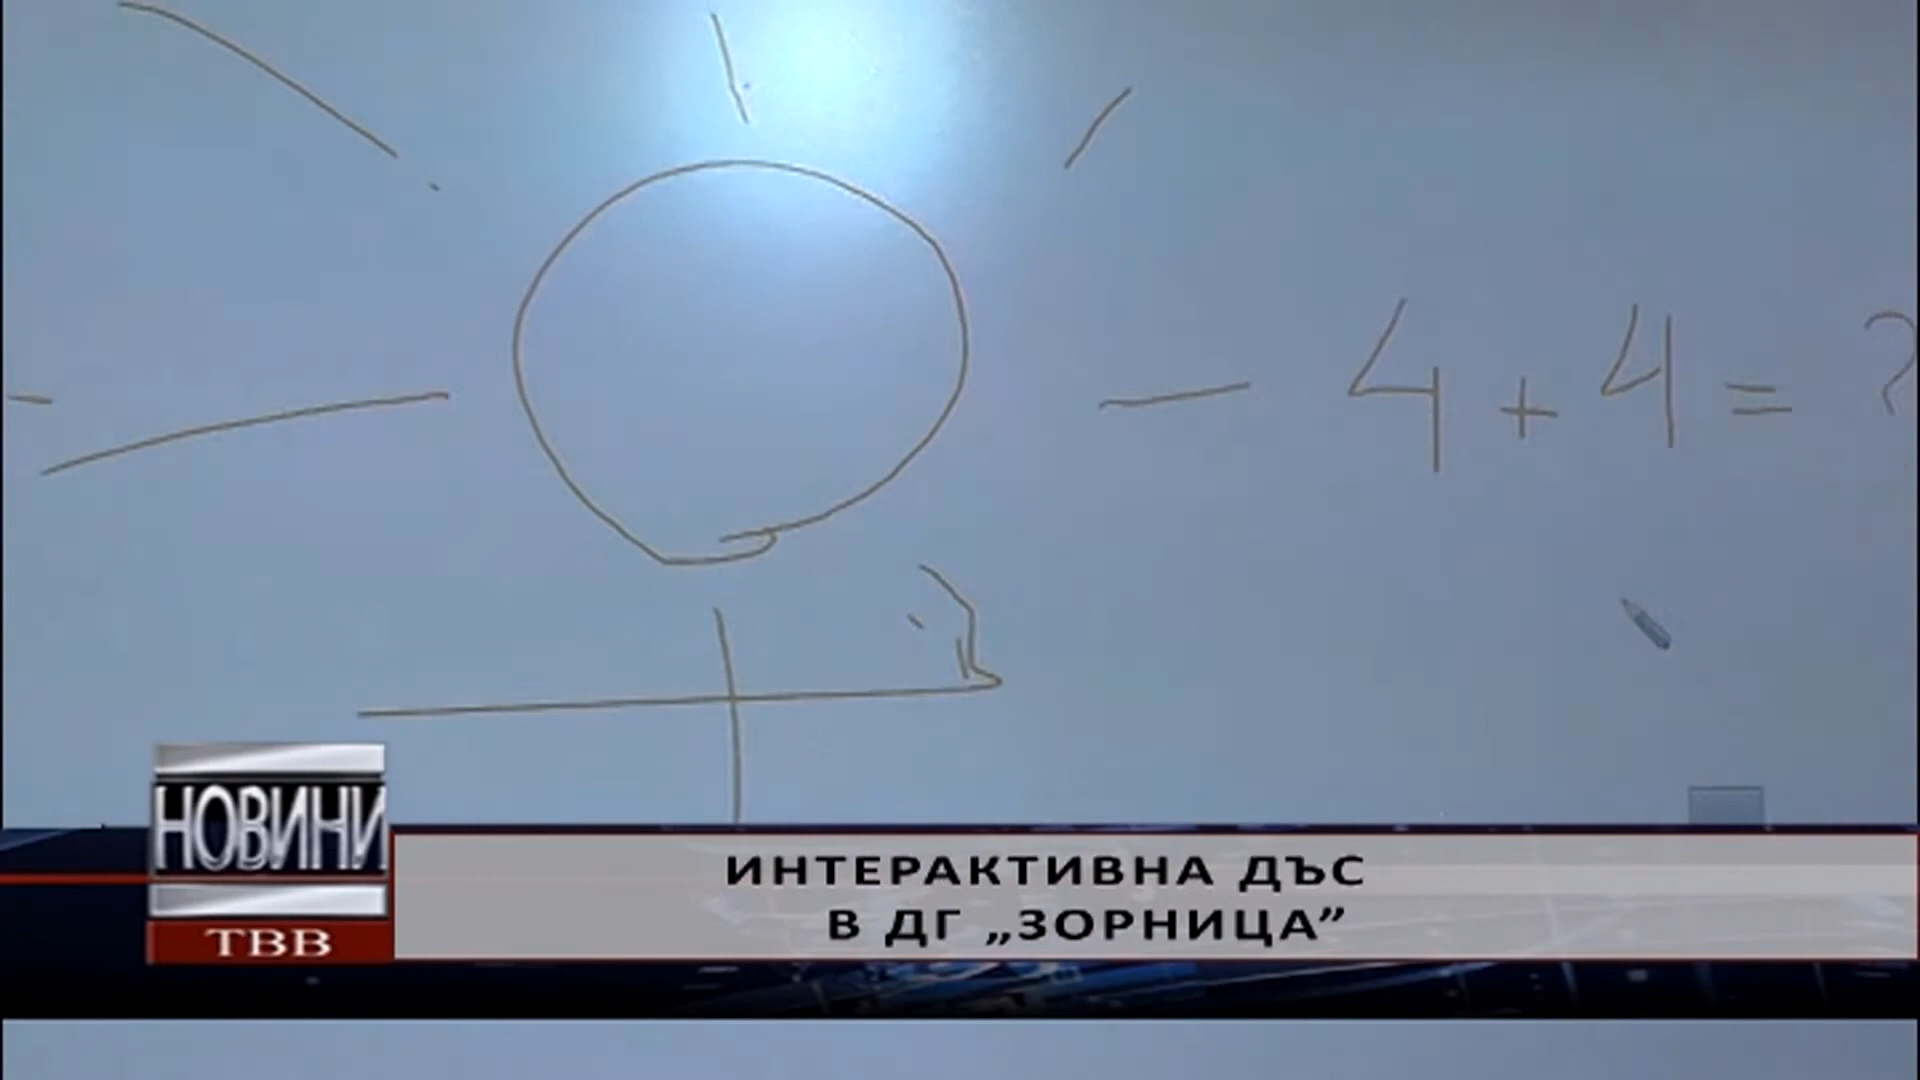 4 + 4 = ?
НОВИНИ
ТВВ
ИНТЕРАКТИВНА ДЪС
В ДГ „ЗОРНИЦА”